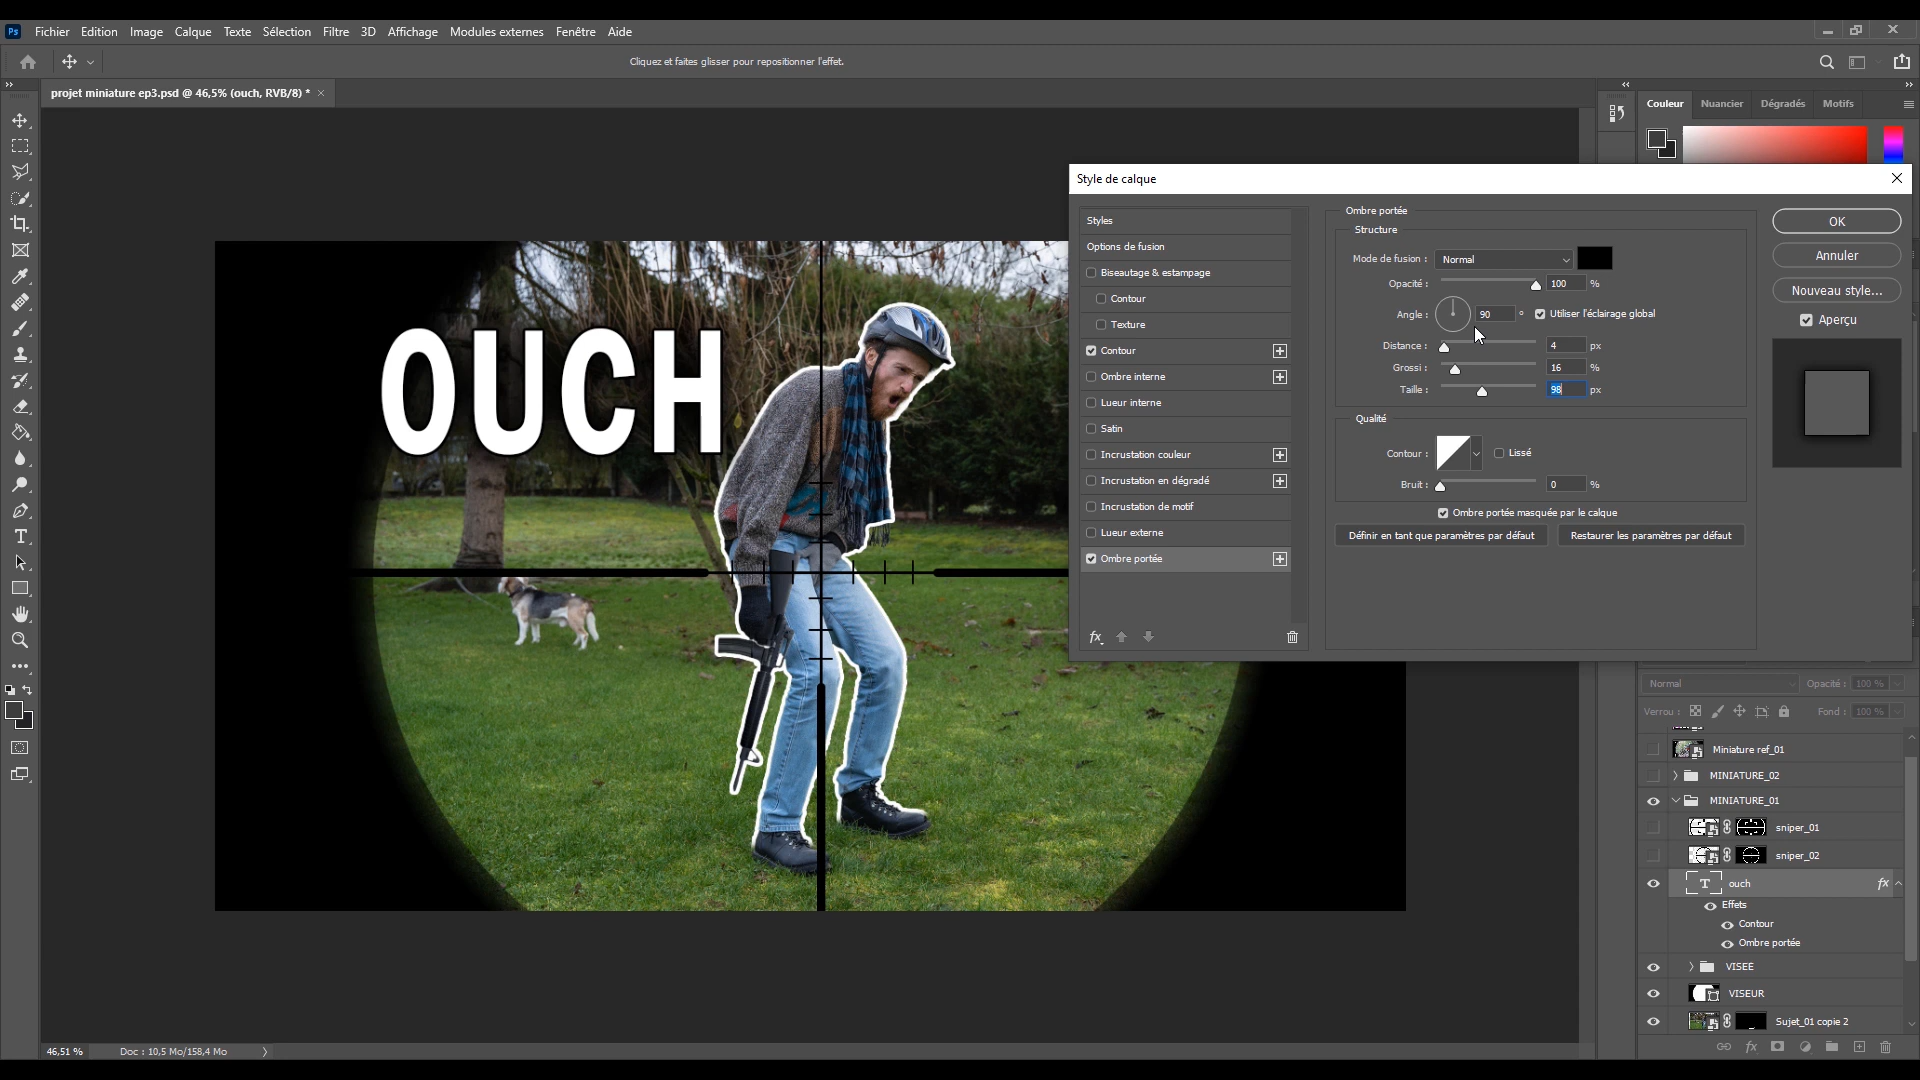 Ps Fichier Edition Image Calque Texte Sélection Filtre 3D Affichage Modules externes Fenêtre Aide
Cliquez et faites glisser pour repositionner l'effet.
projet miniature ep3.psd @ 46,5% (ouch, RVB/8) * ×
Couleur Nuancier Dégradés Motifs
OUCH
Style de calque
Styles
Options de fusion
Biseautage & estampage
Contour
Texture
Contour
Ombre interne
Lueur interne
Satin
Incrustation couleur
Incrustation en dégradé
Incrustation de motif
Lueur externe
Ombre portée
fx
Ombre portée
Structure
Mode de fusion : Normal
Opacité : 100 %
Angle : 90 ° Utiliser l'éclairage global
Distance : 4 px
Grossi : 16 %
Taille : 98 px
Qualité
Contour : Lissé
Bruit : 0 %
Ombre portée masquée par le calque
Définir en tant que paramètres par défaut Restaurer les paramètres par défaut
OK
Annuler
Nouveau style...
Aperçu
Normal Opacité : 100 %
Verrou : Fond : 100 %
Miniature ref_01
MINIATURE_02
MINIATURE_01
sniper_01
sniper_02
T ouch fx
Effets
Contour
Ombre portée
VISEE
VISEUR
Sujet_01 copie 2
fx
46,51 % Doc : 10,5 Mo/158,4 Mo